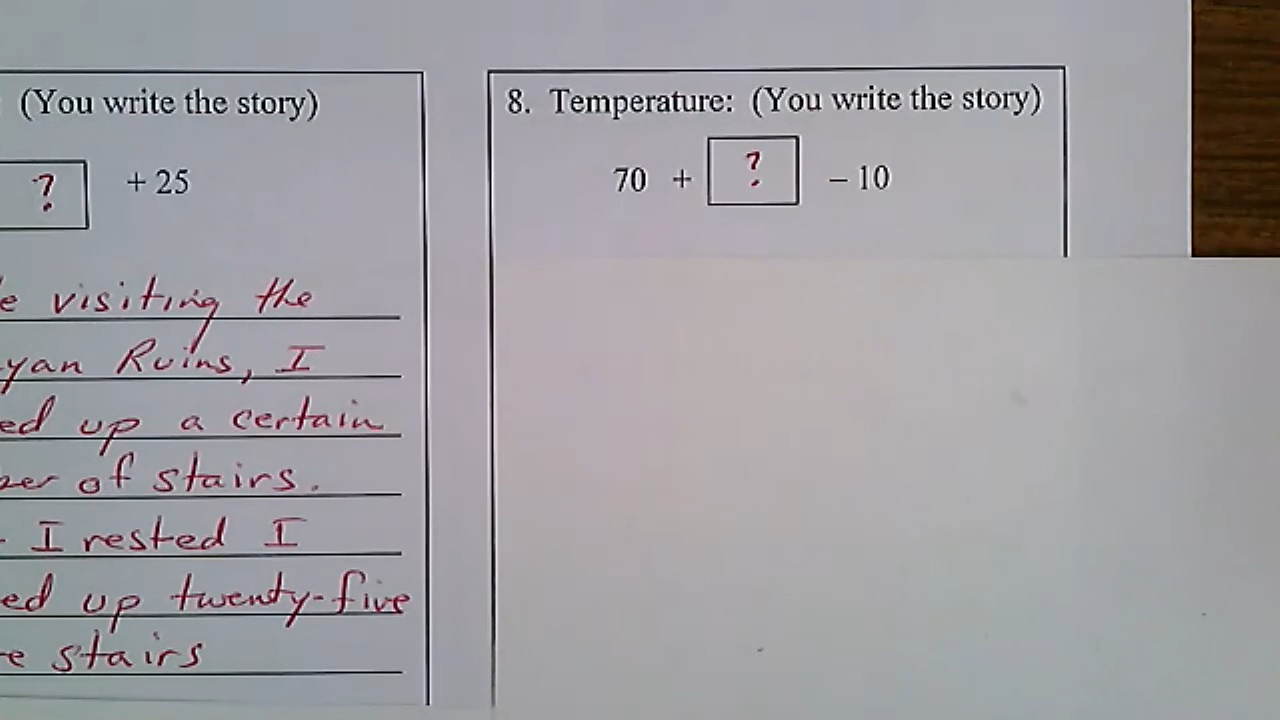 (You write the story)
? + 25
visiting the
Ruins, I
up a certain
of stairs.
I rested I
up twenty-five
stairs
8. Temperature: (You write the story)
70 + ? – 10